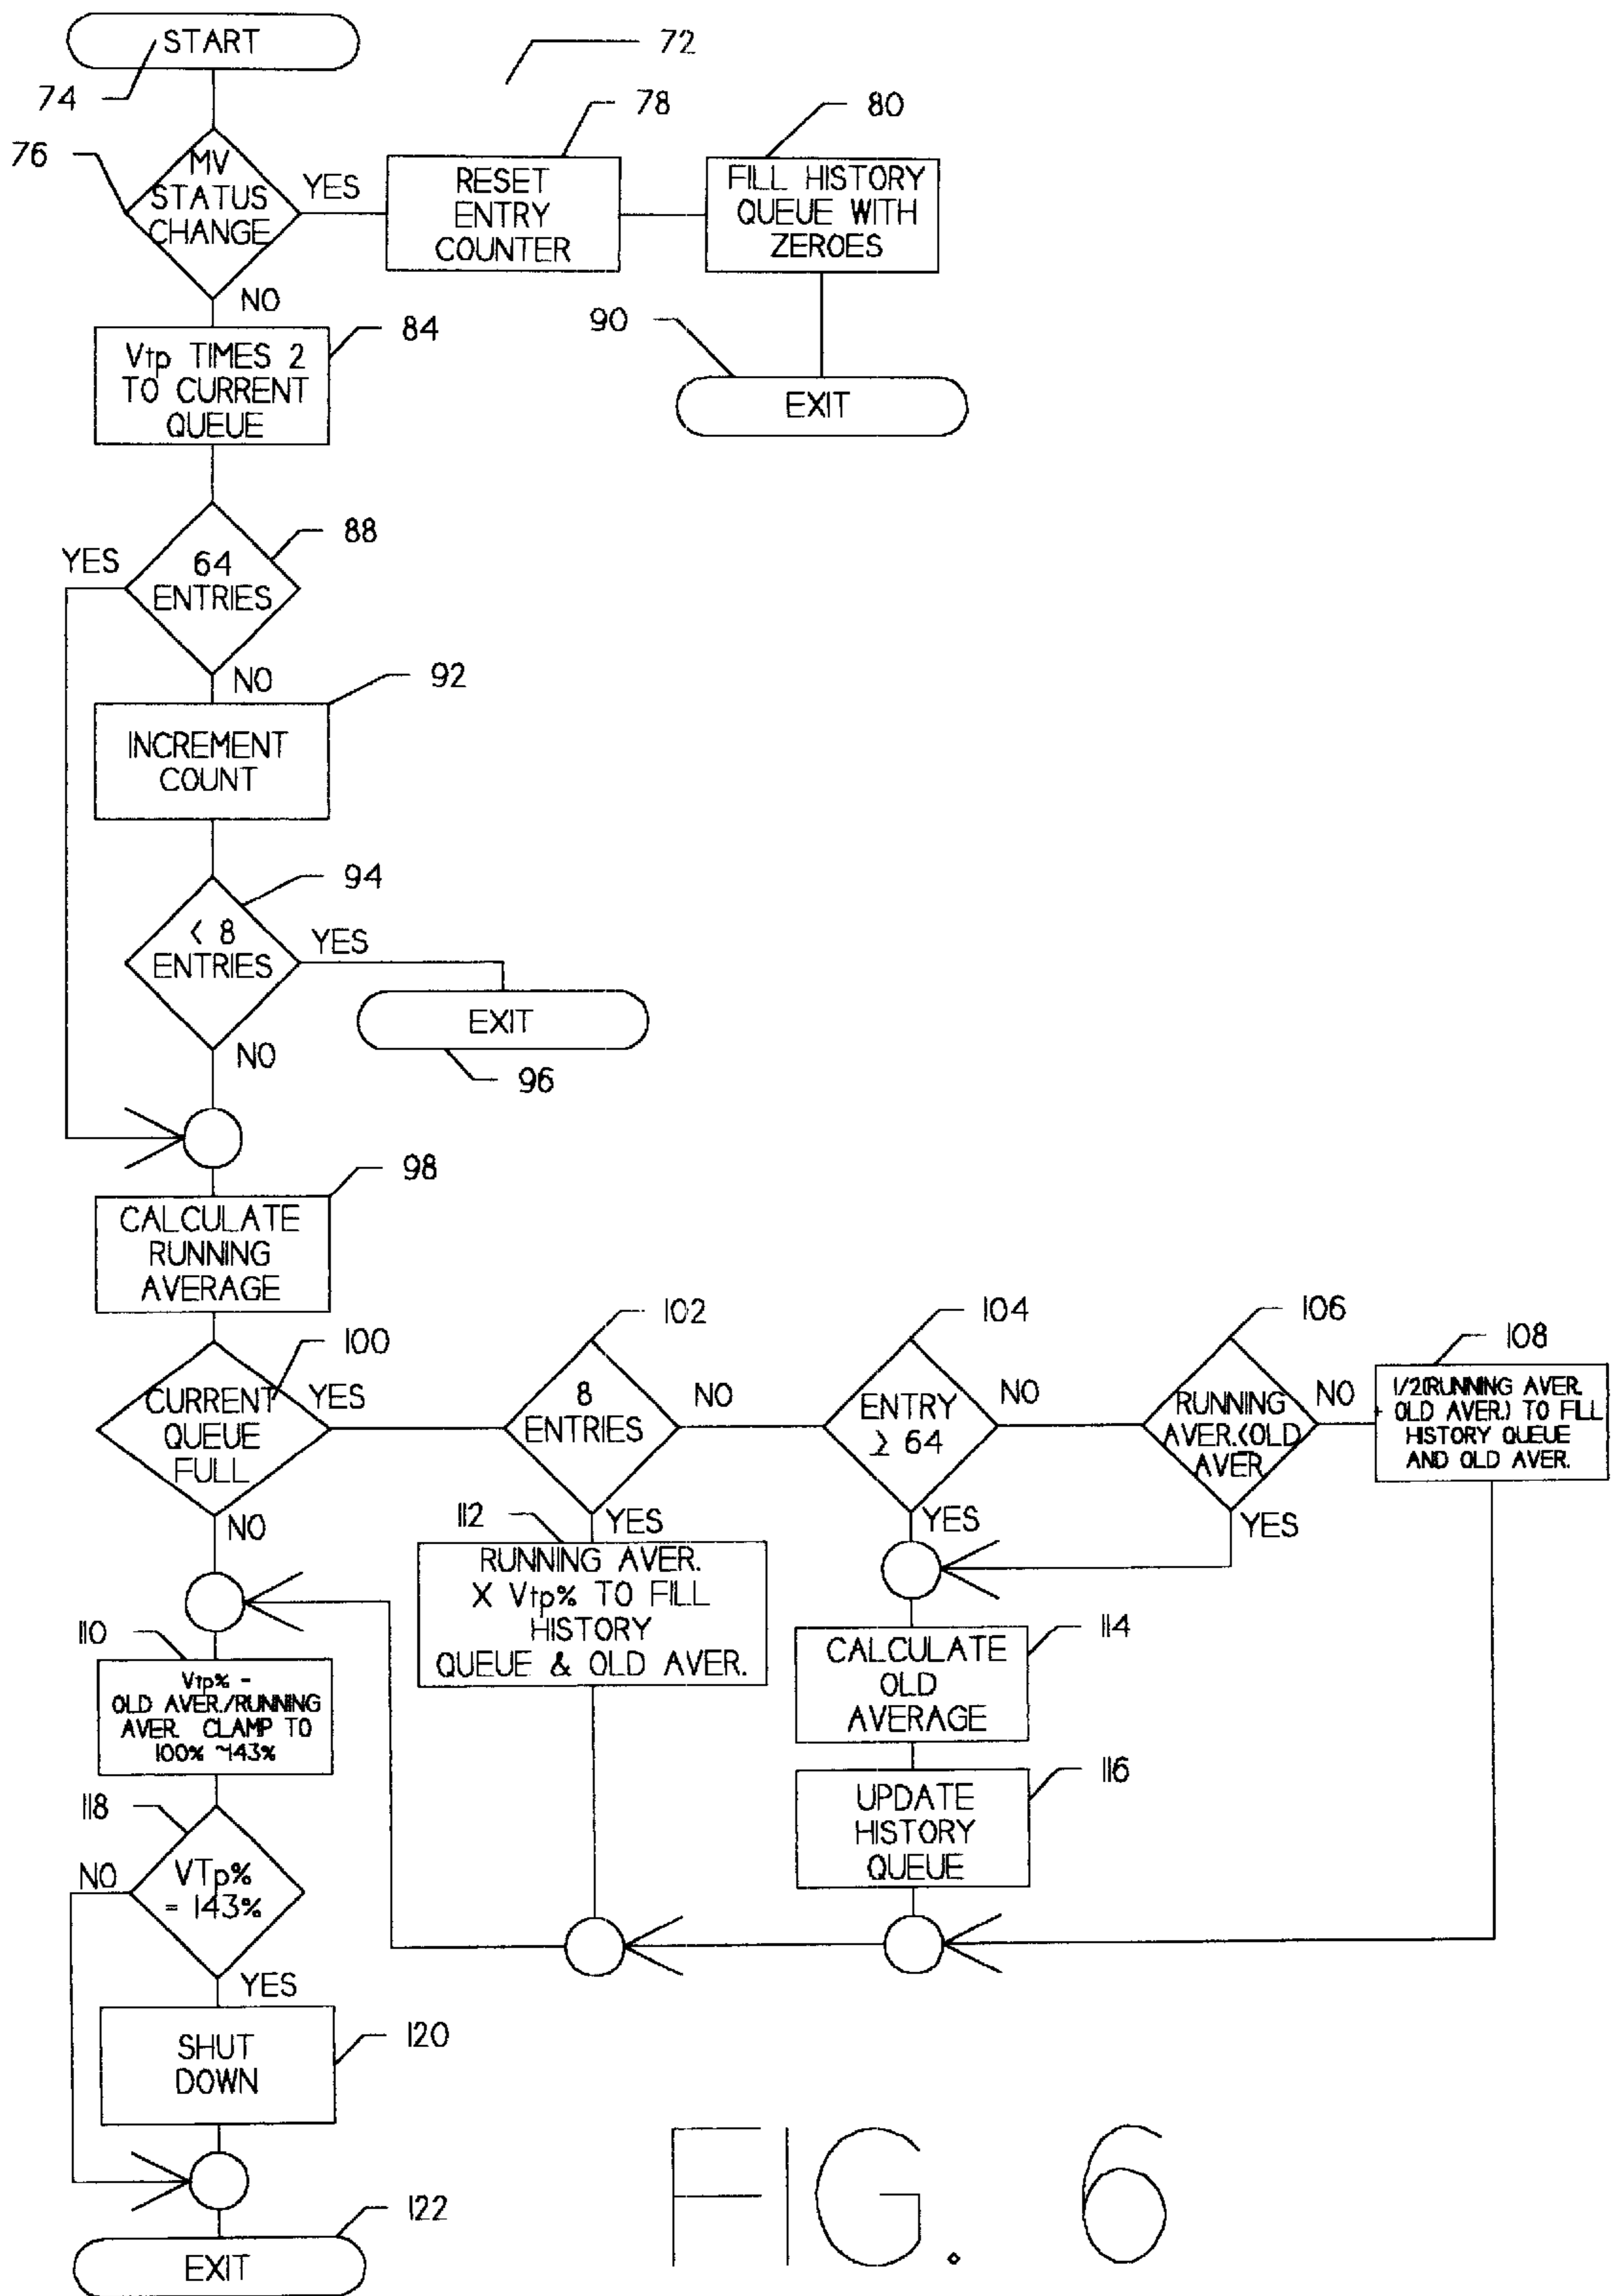 START
72
74
78
80
76
MV
STATUS
CHANGE
YES
RESET
ENTRY
COUNTER
FILL HISTORY
QUEUE WITH
ZEROES
NO
84
90
Vtp TIMES 2
TO CURRENT
QUEUE
EXIT
88
YES
64
ENTRIES
NO
92
INCREMENT
COUNT
94
< 8
ENTRIES
YES
EXIT
NO
96
98
CALCULATE
RUNNING
AVERAGE
100
102
104
106
108
CURRENT
QUEUE
FULL
YES
8
ENTRIES
NO
ENTRY
≥ 64
NO
RUNNING
AVER.<OLD
AVER
NO
1/2(RUNNING AVER.
+ OLD AVER.) TO FILL
HISTORY QUEUE
AND OLD AVER.
NO
112
YES
YES
YES
RUNNING AVER.
X Vtp% TO FILL
HISTORY
QUEUE & OLD AVER.
110
114
Vtp% -
OLD AVER./RUNNING
AVER. CLAMP TO
100% ~143%
CALCULATE
OLD
AVERAGE
118
116
NO
VTp%
= 143%
UPDATE
HISTORY
QUEUE
YES
120
SHUT
DOWN
122
EXIT
FIG. 6